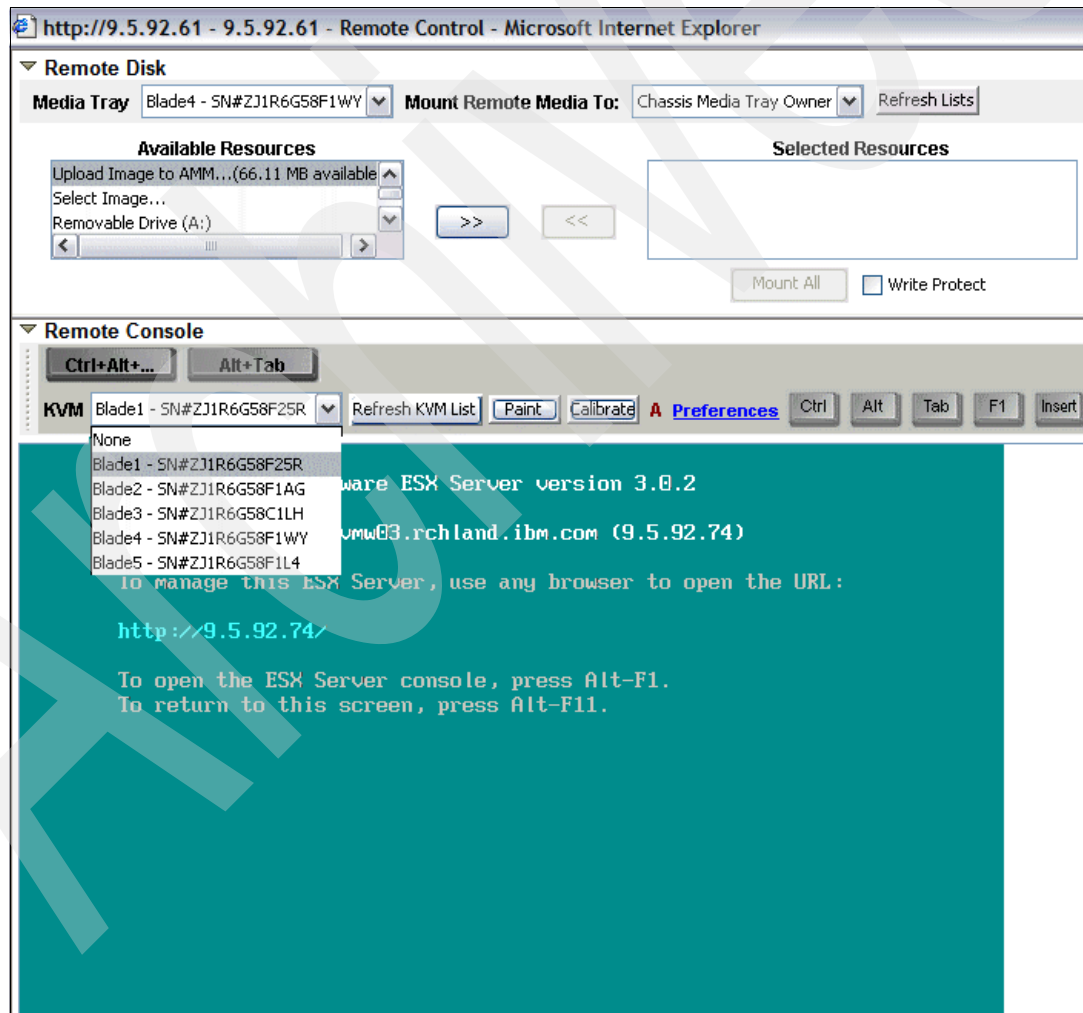 http://9.5.92.61 - 9.5.92.61 - Remote Control - Microsoft Internet Explorer
Remote Disk
Media Tray Blade4 - SN#ZJ1R6G58F1WY Mount Remote Media To: Chassis Media Tray Owner Refresh Lists
Available Resources Selected Resources
Upload Image to AMM...(66.11 MB available
Select Image...
Removable Drive (A:)
>> <<
Mount All Write Protect
Remote Console
Ctrl+Alt+... Alt+Tab
KVM Blade1 - SN#ZJ1R6G58F25R Refresh KVM List Paint Calibrate A Preferences Ctrl Alt Tab F1 Insert
None
Blade1 - SN#ZJ1R6G58F25R
Blade2 - SN#ZJ1R6G58F1AG
Blade3 - SN#ZJ1R6G58C1LH
Blade4 - SN#ZJ1R6G58F1WY
Blade5 - SN#ZJ1R6G58F1L4
ware ESX Server version 3.0.2
vmw03.rchland.ibm.com (9.5.92.74)
To manage this ESX Server, use any browser to open the URL:
http://9.5.92.74/
To open the ESX Server console, press Alt-F1.
To return to this screen, press Alt-F11.